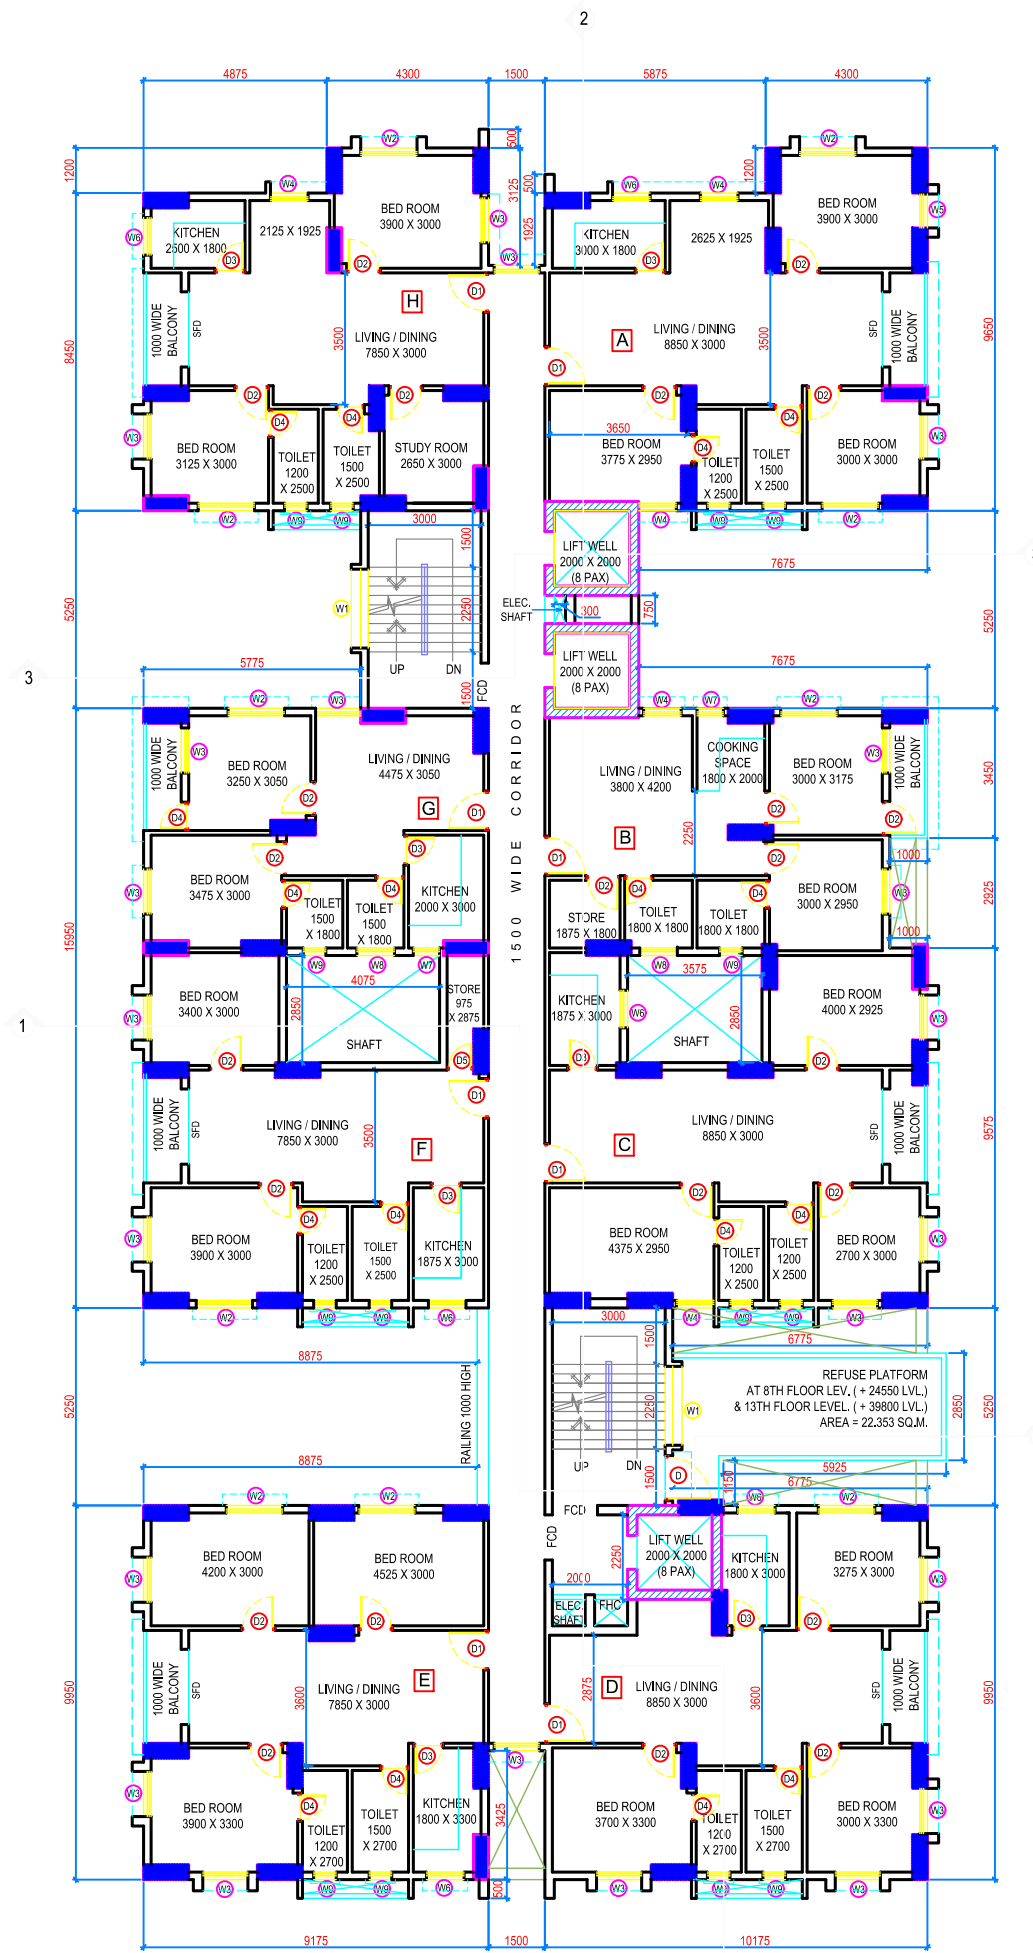 2
4875
4300
1500
5875
4300
W2
500
W2
1200
W4
3125
500
W6
W4
1200
BED ROOM
3900 X 3000
BED ROOM
3900 X 3000
KITCHEN
2500 X 1800
2125 X 1925
W3
1925
KITCHEN
3000 X 1800
2625 X 1925
W5
W6
D3
D2
W3
D3
D2
H
D1
1000 WIDE
BALCONY
SFD
LIVING / DINING
7850 X 3000
3500
A
LIVING / DINING
8850 X 3000
3500
SFD
1000 WIDE
BALCONY
8450
9650
D1
D2
D2
D2
D2
D4
D4
D4
W3
BED ROOM
3125 X 3000
TOILET
1200
X 2500
TOILET
1500
X 2500
STUDY ROOM
2650 X 3000
3650
BED ROOM
3775 X 2950
D4
TOILET
1200
X 2500
TOILET
1500
X 2500
BED ROOM
3000 X 3000
W3
W2
W9
W9
3000
W4
W9
W9
W2
1500
LIFT WELL
2000 X 2000
(8 PAX)
7675
5250
W1
2250
ELEC.
SHAFT
300
750
5250
UP
DN
LIFT WELL
2000 X 2000
(8 PAX)
7675
3
5775
1500
FCD
W2
W3
W4
W7
W2
1000 WIDE
BALCONY
W3
BED ROOM
3250 X 3050
LIVING / DINING
4475 X 3050
LIVING / DINING
3800 X 4200
COOKING
SPACE
1800 X 2000
BED ROOM
3000 X 3175
W3
1000 WIDE
BALCONY
3450
D2
D4
G
D1
1500 WIDE CORRIDOR
B
2250
D2
D2
D2
D3
D1
D2
1000
W3
BED ROOM
3475 X 3000
D4
D4
KITCHEN
2000 X 3000
D2
D4
D4
BED ROOM
3000 X 2950
W3
2925
TOILET
1500
X 1800
TOILET
1500
X 1800
STORE
1875 X 1800
TOILET
1800 X 1800
TOILET
1800 X 1800
1000
15950
W9
W8
W7
W8
W9
4075
3575
W3
BED ROOM
3400 X 3000
2850
SHAFT
STORE
975
X 2875
KITCHEN
1875 X 3000
W6
SHAFT
2850
BED ROOM
4000 X 2925
W3
1
D2
D5
D3
D2
D1
1000 WIDE
BALCONY
SFD
LIVING / DINING
7850 X 3000
3500
F
C
LIVING / DINING
8850 X 3000
SFD
1000 WIDE
BALCONY
9575
D1
D2
D3
D2
D2
D4
D4
D4
D4
W3
BED ROOM
3900 X 3000
TOILET
1200
X 2500
TOILET
1500
X 2500
KITCHEN
1875 X 3000
BED ROOM
4375 X 2950
TOILET
1200
X 2500
TOILET
1200
X 2500
BED ROOM
2700 X 3000
W3
W2
W9
W9
W6
3000
W4
W9
W9
W3
1500
6775
8875
RAILING 1000 HIGH
REFUSE PLATFORM
AT 8TH FLOOR LEV. ( + 24550 LVL.)
& 13TH FLOOR LEVEL. ( + 39800 LVL.)
AREA = 22.353 SQ.M.
5250
2250
W1
2850
5250
8875
UP
DN
1500
D
1150
5925
6775
W2
W2
FCD
W6
W2
FCD
W3
BED ROOM
4200 X 3000
BED ROOM
4525 X 3000
2250
LIFT WELL
2000 X 2000
(8 PAX)
KITCHEN
1800 X 3000
BED ROOM
3275 X 3000
W3
2000
ELEC.
SHAFT
FHC
D2
D2
D3
D2
D1
9950
1000 WIDE
BALCONY
SFD
3600
LIVING / DINING
7850 X 3000
E
2875
D
LIVING / DINING
8850 X 3000
3600
SFD
1000 WIDE
BALCONY
9950
D1
D2
D3
W3
D2
D2
D4
D4
W3
BED ROOM
3900 X 3300
D4
TOILET
1200
X 2700
TOILET
1500
X 2700
KITCHEN
1800 X 3300
3425
BED ROOM
3700 X 3300
D4
TOILET
1200
X 2700
TOILET
1500
X 2700
BED ROOM
3000 X 3300
W3
W3
W9
W9
W6
500
W3
W9
W3
9175
1500
10175